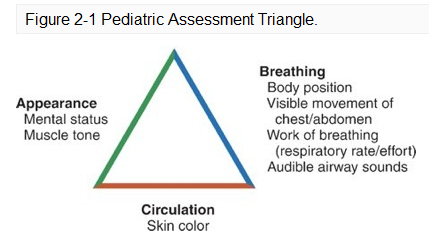 Figure 2-1 Pediatric Assessment Triangle.
Appearance
Mental status
Muscle tone
Breathing
Body position
Visible movement of
chest/abdomen
Work of breathing
(respiratory rate/effort)
Audible airway sounds
Circulation
Skin color